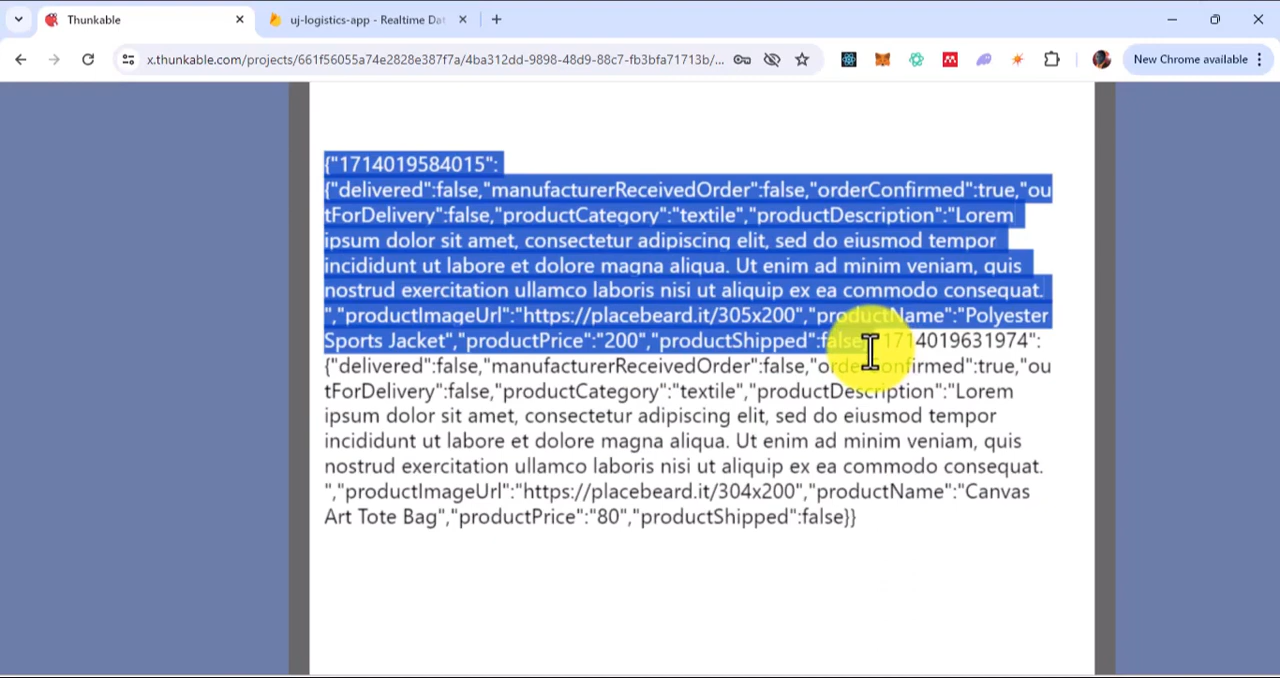 Thunkable
uj-logistics-app - Realtime Dat
x.thunkable.com/projects/661f56055a74e2828e387f7a/4ba312dd-9898-48d9-88c7-fb3bfa71713b/...
New Chrome available
{"1714019584015":
{"delivered":false,"manufacturerReceivedOrder":false,"orderConfirmed":true,"ou
tForDelivery":false,"productCategory":"textile","productDescription":"Lorem
ipsum dolor sit amet, consectetur adipiscing elit, sed do eiusmod tempor
incididunt ut labore et dolore magna aliqua. Ut enim ad minim veniam, quis
nostrud exercitation ullamco laboris nisi ut aliquip ex ea commodo consequat.
","productImageUrl":"https://placebeard.it/305x200","productName":"Polyester
Sports Jacket","productPrice":"200","productShipped":false 1714019631974":
{"delivered":false,"manufacturerReceivedOrder":false,"orderConfirmed":true,"ou
tForDelivery":false,"productCategory":"textile","productDescription":"Lorem
ipsum dolor sit amet, consectetur adipiscing elit, sed do eiusmod tempor
incididunt ut labore et dolore magna aliqua. Ut enim ad minim veniam, quis
nostrud exercitation ullamco laboris nisi ut aliquip ex ea commodo consequat.
","productImageUrl":"https://placebeard.it/304x200","productName":"Canvas
Art Tote Bag","productPrice":"80","productShipped":false}}